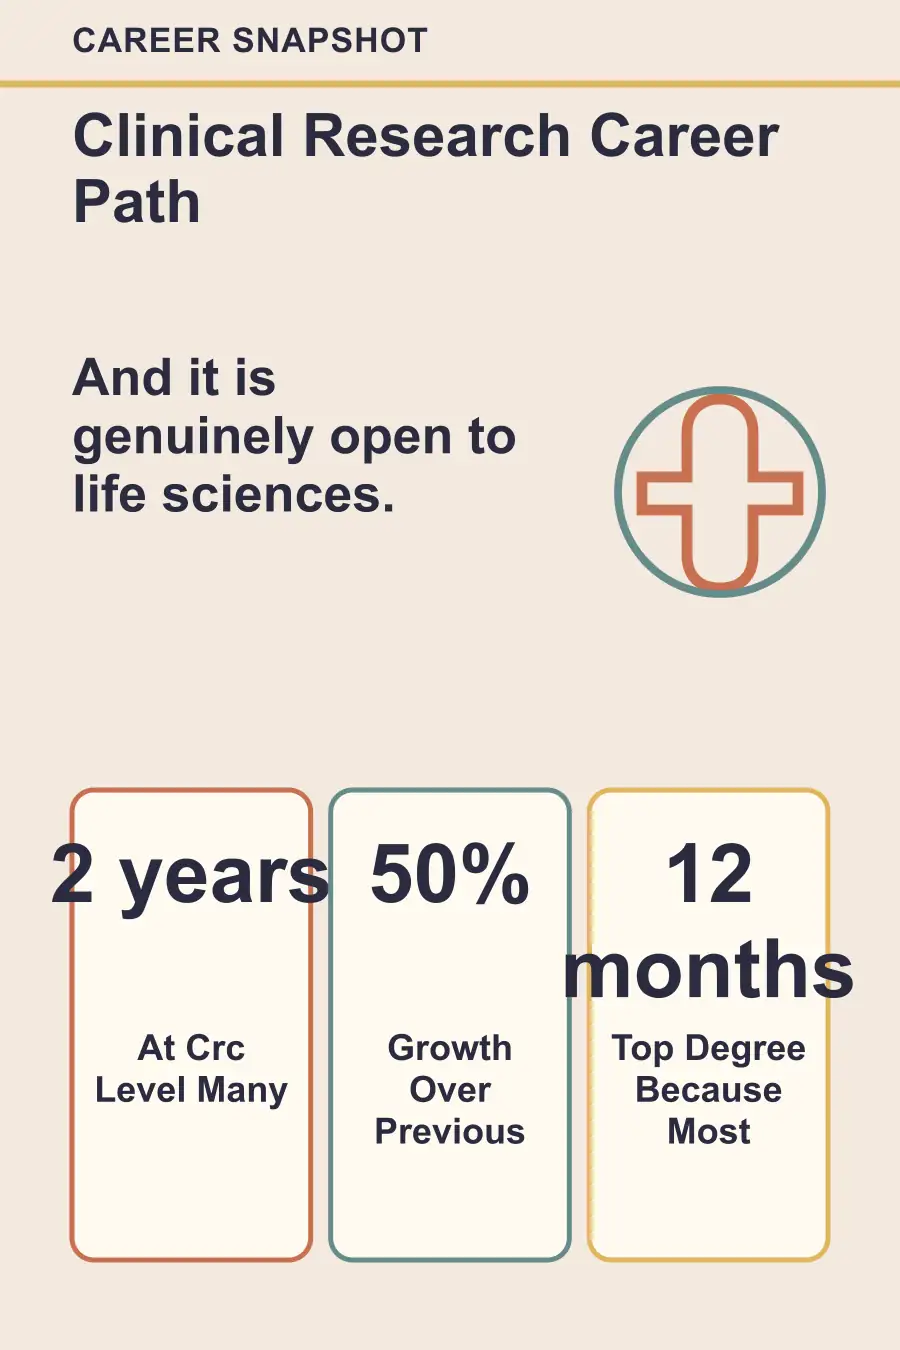 CAREER SNAPSHOT
Clinical Research Career
Path
And it is
genuinely open to
life sciences.
2 years
At Crc
Level Many
50%
Growth
Over
Previous
12
months
Top Degree
Because
Most